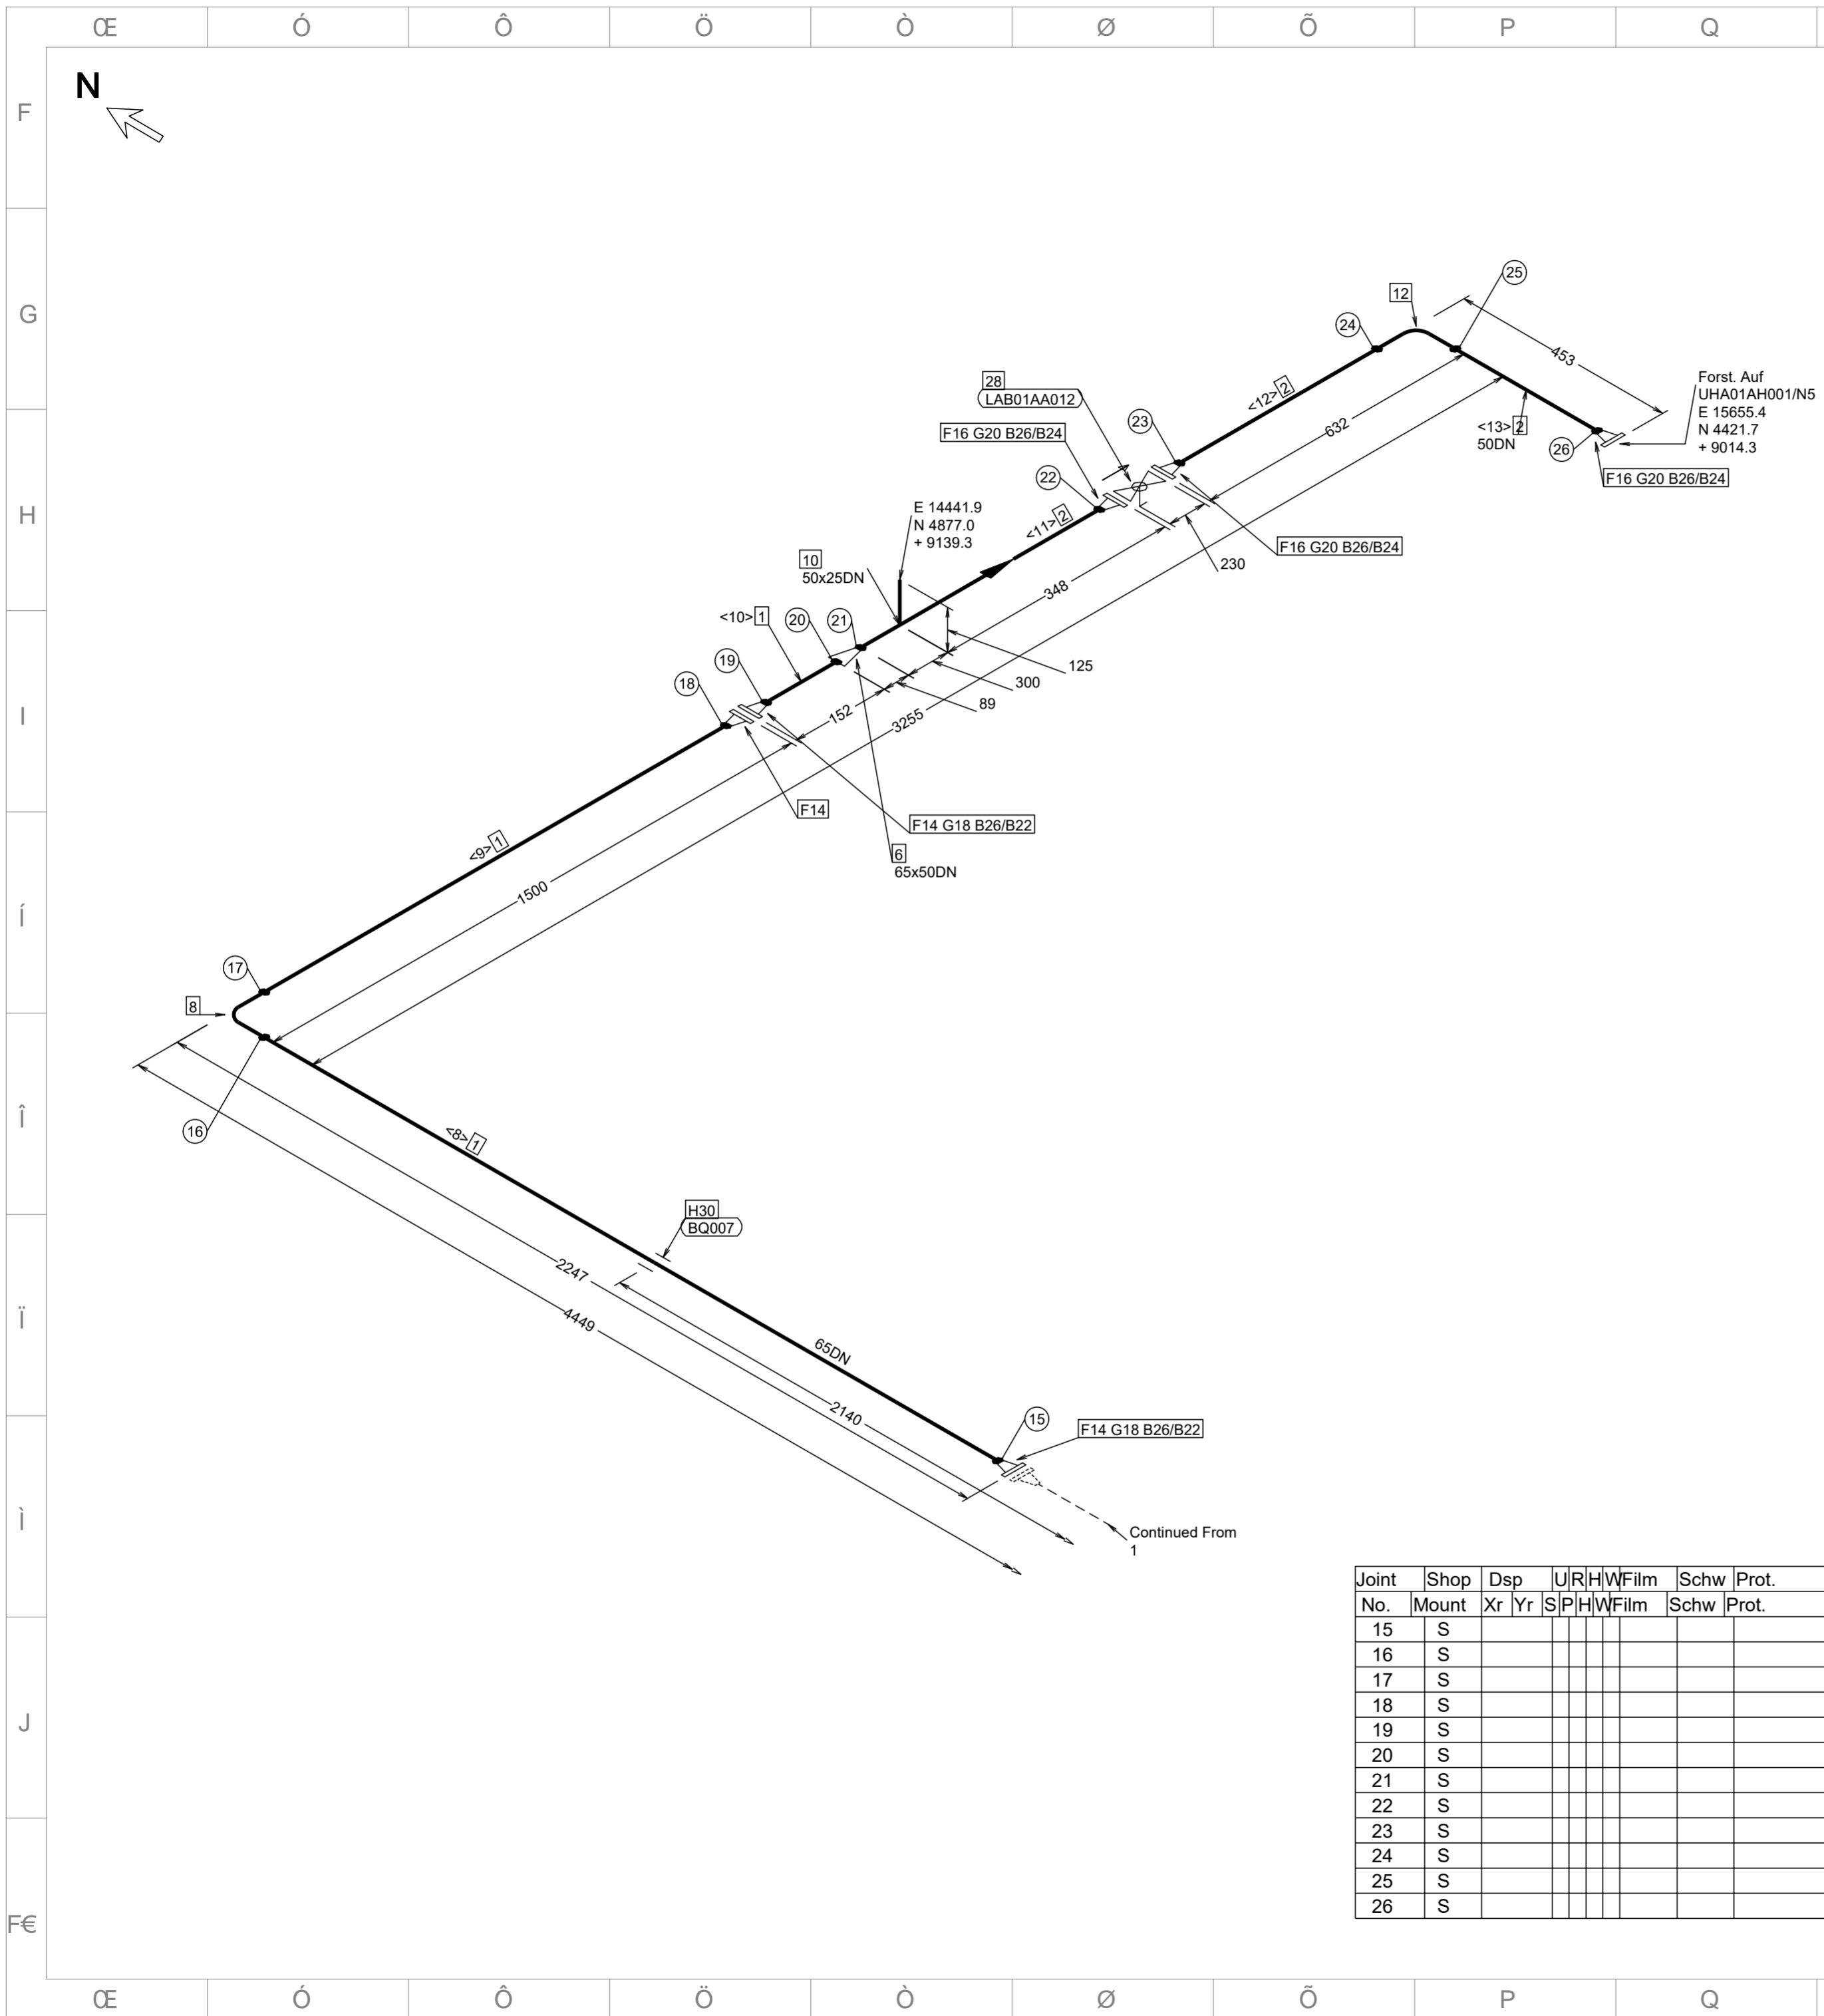 Œ Ó Ô Ö Ò Ø Õ P Q
N
F
G
H
I
Í
Î
Ï
Ì
J
F€
25
12
24
453
Forst. Auf
UHA01AH001/N5
E 15655.4
N 4421.7
+ 9014.3
28
LAB01AA012
<12> 2
F16 G20 B26/B24
23
632
<13> 2
50DN
26
F16 G20 B26/B24
22
E 14441.9
N 4877.0
+ 9139.3
<11> 2
F16 G20 B26/B24
10
50x25DN
230
348
<10> 1
20
21
125
19
300
18
89
152
3255
F14
F14 G18 B26/B22
<9> 1
6
65x50DN
1500
17
8
16
<8> 1
H30
BQ007
2247
4449
65DN
2140
15
F14 G18 B26/B22
Continued From
1
Joint Shop Dsp U R H W Film Schw Prot.
No. Mount Xr Yr S P H W Film Schw Prot.
15 S
16 S
17 S
18 S
19 S
20 S
21 S
22 S
23 S
24 S
25 S
26 S
Œ Ó Ô Ö Ò Ø Õ P Q